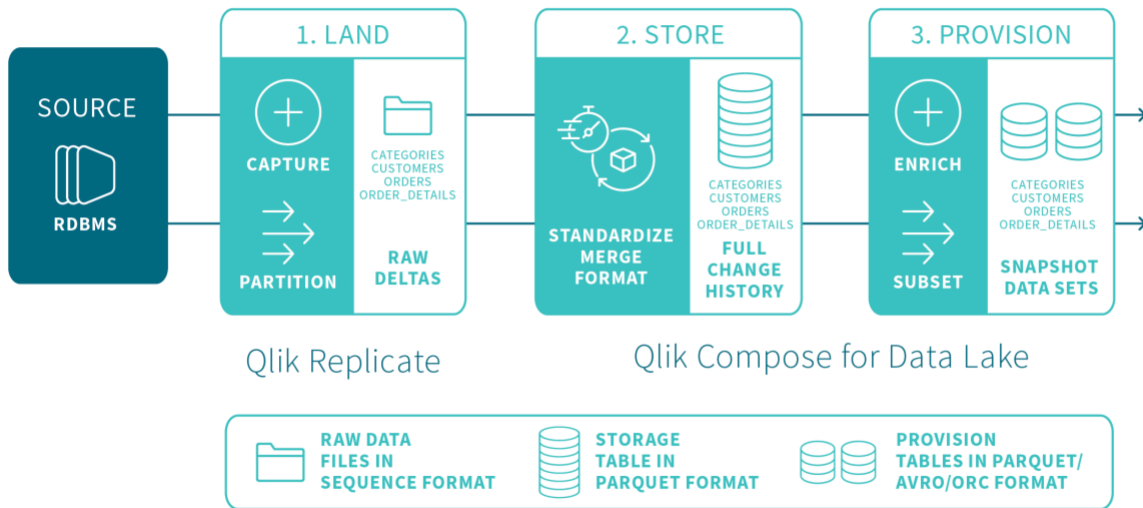 SOURCE
RDBMS
1. LAND
CAPTURE
PARTITION
CATEGORIES
CUSTOMERS
ORDERS
ORDER_DETAILS
RAW
DELTAS
2. STORE
STANDARDIZE
MERGE
FORMAT
CATEGORIES
CUSTOMERS
ORDERS
ORDER_DETAILS
FULL
CHANGE
HISTORY
3. PROVISION
ENRICH
SUBSET
CATEGORIES
CUSTOMERS
ORDERS
ORDER_DETAILS
SNAPSHOT
DATA SETS
Qlik Replicate
Qlik Compose for Data Lake
RAW DATA
FILES IN
SEQUENCE FORMAT
STORAGE
TABLE IN
PARQUET FORMAT
PROVISION
TABLES IN PARQUET/
AVRO/ORC FORMAT